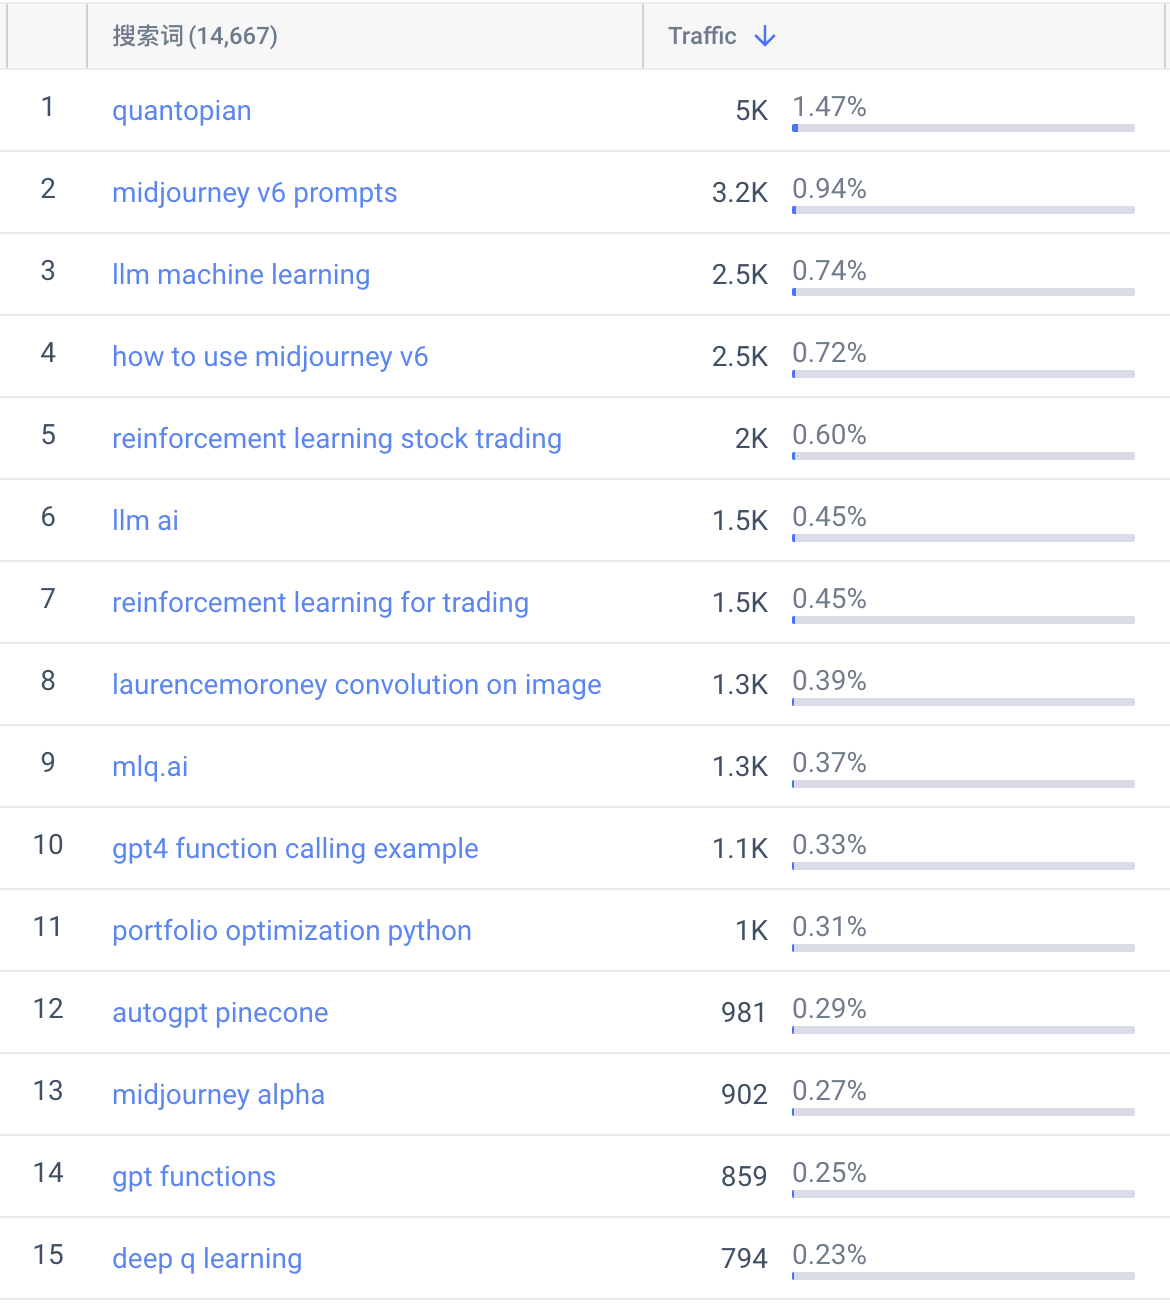 搜索词 (14,667) Traffic ↓
1 quantopian 5K 1.47%
2 midjourney v6 prompts 3.2K 0.94%
3 llm machine learning 2.5K 0.74%
4 how to use midjourney v6 2.5K 0.72%
5 reinforcement learning stock trading 2K 0.60%
6 llm ai 1.5K 0.45%
7 reinforcement learning for trading 1.5K 0.45%
8 laurencemoroney convolution on image 1.3K 0.39%
9 mlq.ai 1.3K 0.37%
10 gpt4 function calling example 1.1K 0.33%
11 portfolio optimization python 1K 0.31%
12 autogpt pinecone 981 0.29%
13 midjourney alpha 902 0.27%
14 gpt functions 859 0.25%
15 deep q learning 794 0.23%